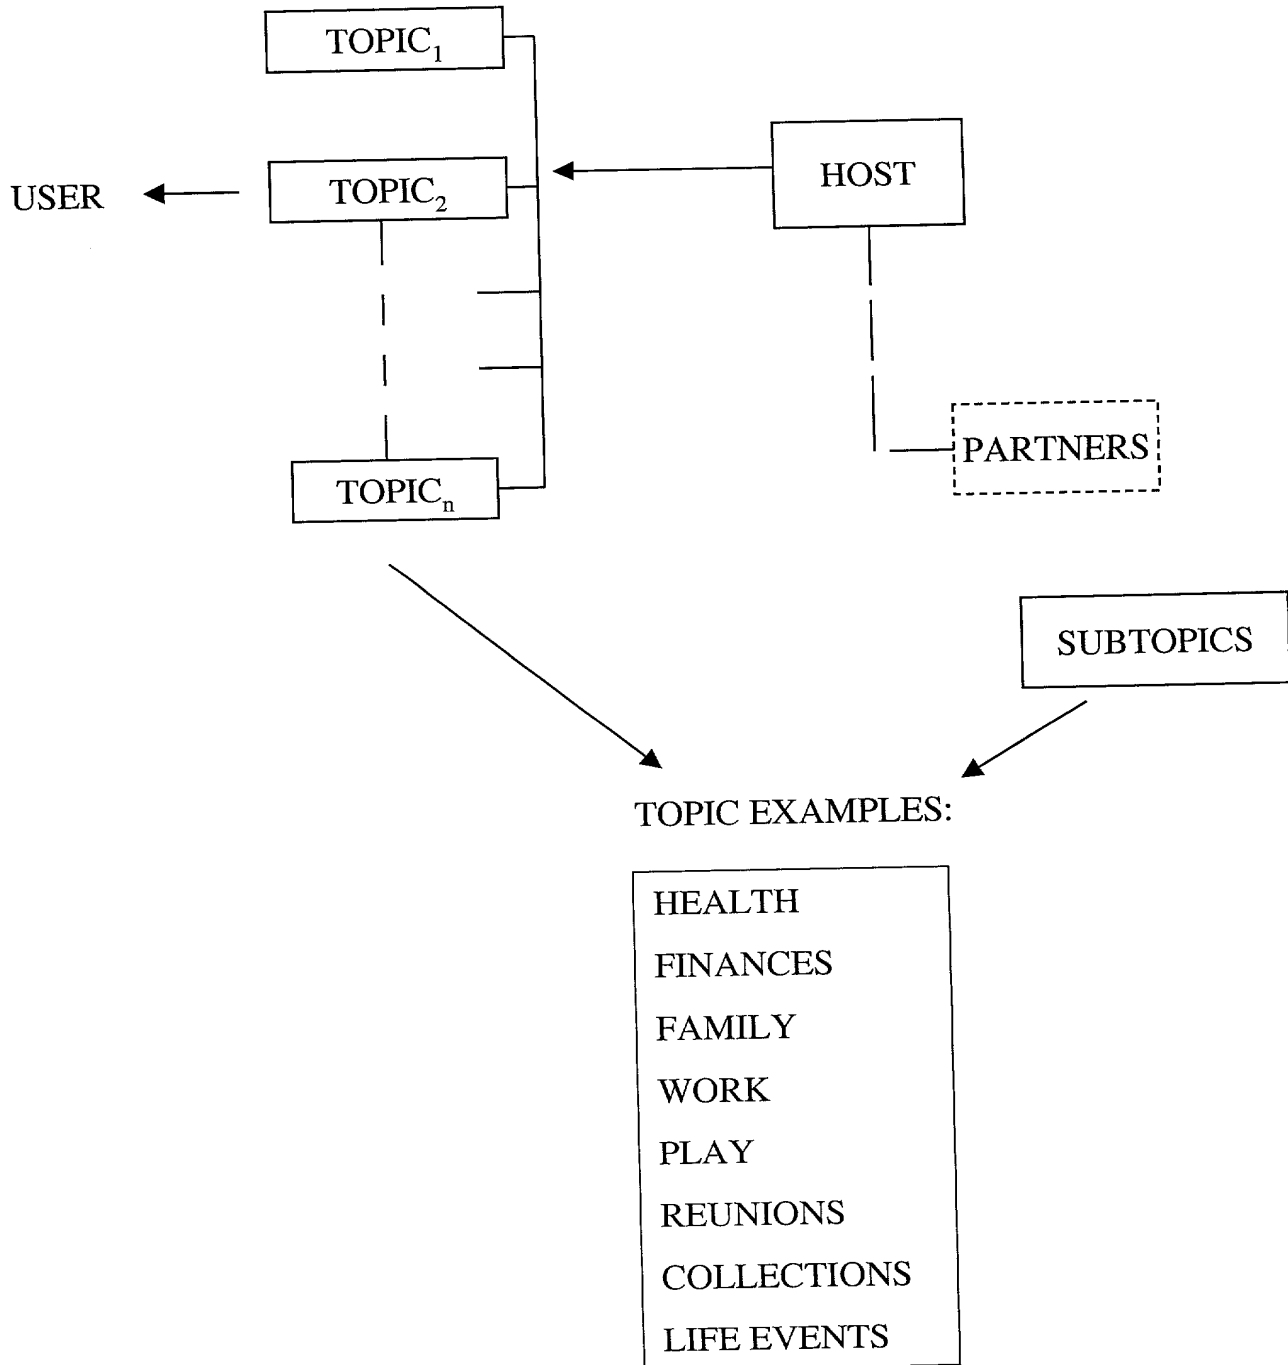 TOPIC₁
HOST
USER
TOPIC₂
PARTNERS
TOPICₙ
SUBTOPICS
TOPIC EXAMPLES:
HEALTH
FINANCES
FAMILY
WORK
PLAY
REUNIONS
COLLECTIONS
LIFE EVENTS